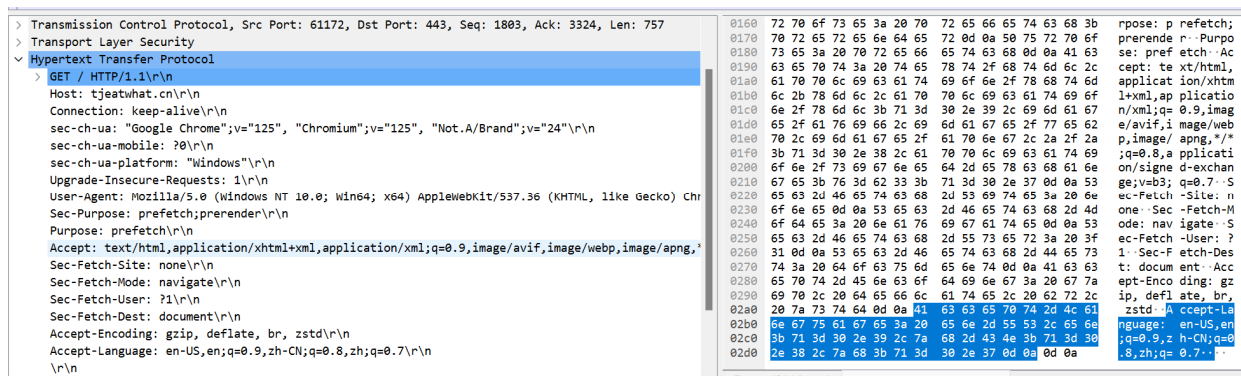 Transmission Control Protocol, Src Port: 61172, Dst Port: 443, Seq: 1803, Ack: 3324, Len: 757
Transport Layer Security
Hypertext Transfer Protocol
GET / HTTP/1.1\r\n
Host: tjeatwhat.cn\r\n
Connection: keep-alive\r\n
sec-ch-ua: "Google Chrome";v="125", "Chromium";v="125", "Not.A/Brand";v="24"\r\n
sec-ch-ua-mobile: ?0\r\n
sec-ch-ua-platform: "Windows"\r\n
Upgrade-Insecure-Requests: 1\r\n
User-Agent: Mozilla/5.0 (Windows NT 10.0; Win64; x64) AppleWebKit/537.36 (KHTML, like Gecko) Chr
Sec-Purpose: prefetch;prerender\r\n
Purpose: prefetch\r\n
Accept: text/html,application/xhtml+xml,application/xml;q=0.9,image/avif,image/webp,image/apng,*
Sec-Fetch-Site: none\r\n
Sec-Fetch-Mode: navigate\r\n
Sec-Fetch-User: ?1\r\n
Sec-Fetch-Dest: document\r\n
Accept-Encoding: gzip, deflate, br, zstd\r\n
Accept-Language: en-US,en;q=0.9,zh-CN;q=0.8,zh;q=0.7\r\n
\r\n
0160 72 70 6f 73 65 3a 20 70 72 65 66 65 74 63 68 3b rpose: p refetch;
0170 70 72 65 72 65 6e 64 65 72 0d 0a 50 75 72 70 6f prerende r··Purpo
0180 73 65 3a 20 70 72 65 66 65 74 63 68 0d 0a 41 63 se: pref etch··Ac
0190 63 65 70 74 3a 20 74 65 78 74 2f 68 74 6d 6c 2c cept: te xt/html,
01a0 61 70 70 6c 69 63 61 74 69 6f 6e 2f 78 68 74 6d applicat ion/xhtm
01b0 6c 2b 78 6d 6c 2c 61 70 70 6c 69 63 61 74 69 6f l+xml,ap plicatio
01c0 6e 2f 78 6d 6c 3b 71 3d 30 2e 39 2c 69 6d 61 67 n/xml;q= 0.9,imag
01d0 65 2f 61 76 69 66 2c 69 6d 61 67 65 2f 77 65 62 e/avif,i mage/web
01e0 70 2c 69 6d 61 67 65 2f 61 70 6e 67 2c 2a 2f 2a p,image/ apng,*/*
01f0 3b 71 3d 30 2e 38 2c 61 70 70 6c 69 63 61 74 69 ;q=0.8,a pplicati
0200 6f 6e 2f 73 69 67 6e 65 64 2d 65 78 63 68 61 6e on/signe d-exchan
0210 67 65 3b 76 3d 62 33 3b 71 3d 30 2e 37 0d 0a 53 ge;v=b3; q=0.7··S
0220 65 63 2d 46 65 74 63 68 2d 53 69 74 65 3a 20 6e ec-Fetch -Site: n
0230 6f 6e 65 0d 0a 53 65 63 2d 46 65 74 63 68 2d 4d one··Sec -Fetch-M
0240 6f 64 65 3a 20 6e 61 76 69 67 61 74 65 0d 0a 53 ode: nav igate··S
0250 65 63 2d 46 65 74 63 68 2d 55 73 65 72 3a 20 3f ec-Fetch -User: ?
0260 31 0d 0a 53 65 63 2d 46 65 74 63 68 2d 44 65 73 1··Sec-F etch-Des
0270 74 3a 20 64 6f 63 75 6d 65 6e 74 0d 0a 41 63 63 t: docum ent··Acc
0280 65 70 74 2d 45 6e 63 6f 64 69 6e 67 3a 20 67 7a ept-Enco ding: gz
0290 69 70 2c 20 64 65 66 6c 61 74 65 2c 20 62 72 2c ip, defl ate, br,
02a0 20 7a 73 74 64 0d 0a 41 63 63 65 70 74 2d 4c 61 zstd··A ccept-La
02b0 6e 67 75 61 67 65 3a 20 65 6e 2d 55 53 2c 65 6e nguage: en-US,en
02c0 3b 71 3d 30 2e 39 2c 7a 68 2d 43 4e 3b 71 3d 30 ;q=0.9,z h-CN;q=0
02d0 2e 38 2c 7a 68 3b 71 3d 30 2e 37 0d 0a 0d 0a .8,zh;q= 0.7····